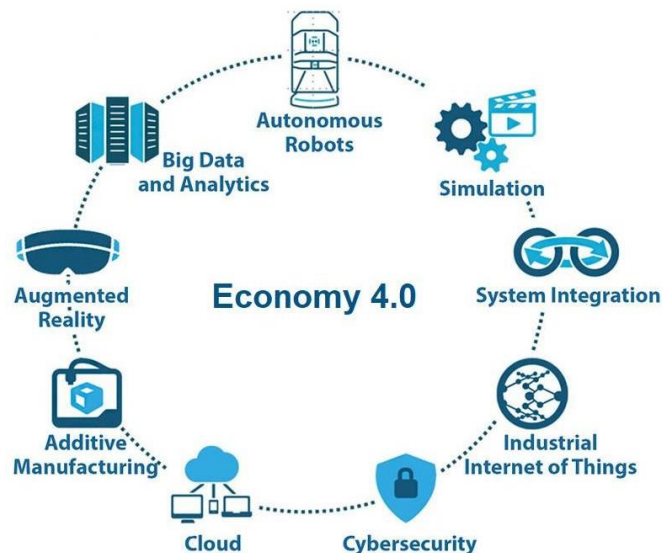 Autonomous
Robots
Simulation
System Integration
Industrial
Internet of Things
Cybersecurity
Cloud
Additive
Manufacturing
Augmented
Reality
Big Data
and Analytics
Economy 4.0